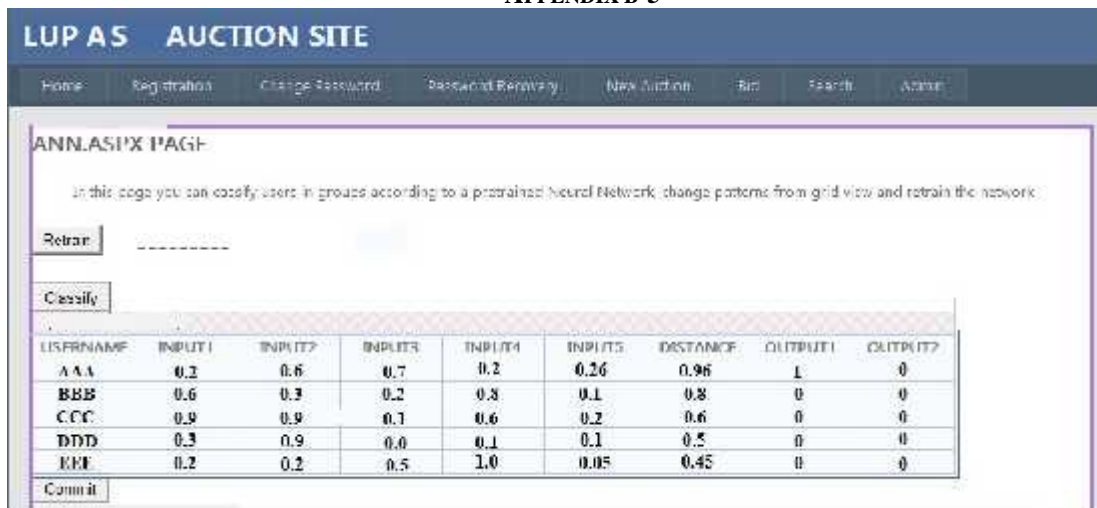 APPENDIX B-3
LUP AS AUCTION SITE
Home Registration Change Password Password Recovery New Auction Bid Search Admin
ANN.ASPX PAGE
In this page you can cassify users in groups according to a pretrained Neural Network, change patterns from grid view and retrain the network
Retrain
Classify
USERNAME INPUT1 INPUT2 INPUT3 INPUT4 INPUT5 DISTANCE OUTPUT1 OUTPUT2
AAA 0.2 0.6 0.7 0.2 0.26 0.96 1 0
BBB 0.6 0.3 0.2 0.8 0.1 0.8 0 0
CCC 0.9 0.9 0.6 0.2 0.6 0 0
DDD 0.3 0.9 0.0 0.1 0.1 0.5 0 0
EEE 0.2 0.2 0.5 1.0 0.05 0.45 0 0
Commit